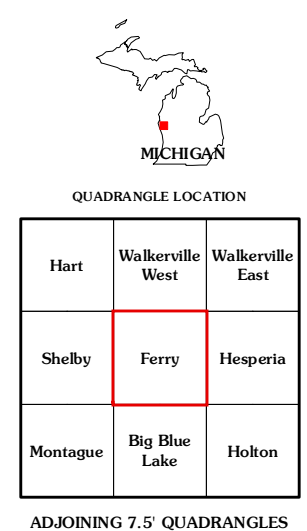 MICHIGAN
QUADRANGLE LOCATION
Hart
Walkerville
West
Walkerville
East
Shelby
Ferry
Hesperia
Montague
Big Blue
Lake
Holton
ADJOINING 7.5' QUADRANGLES